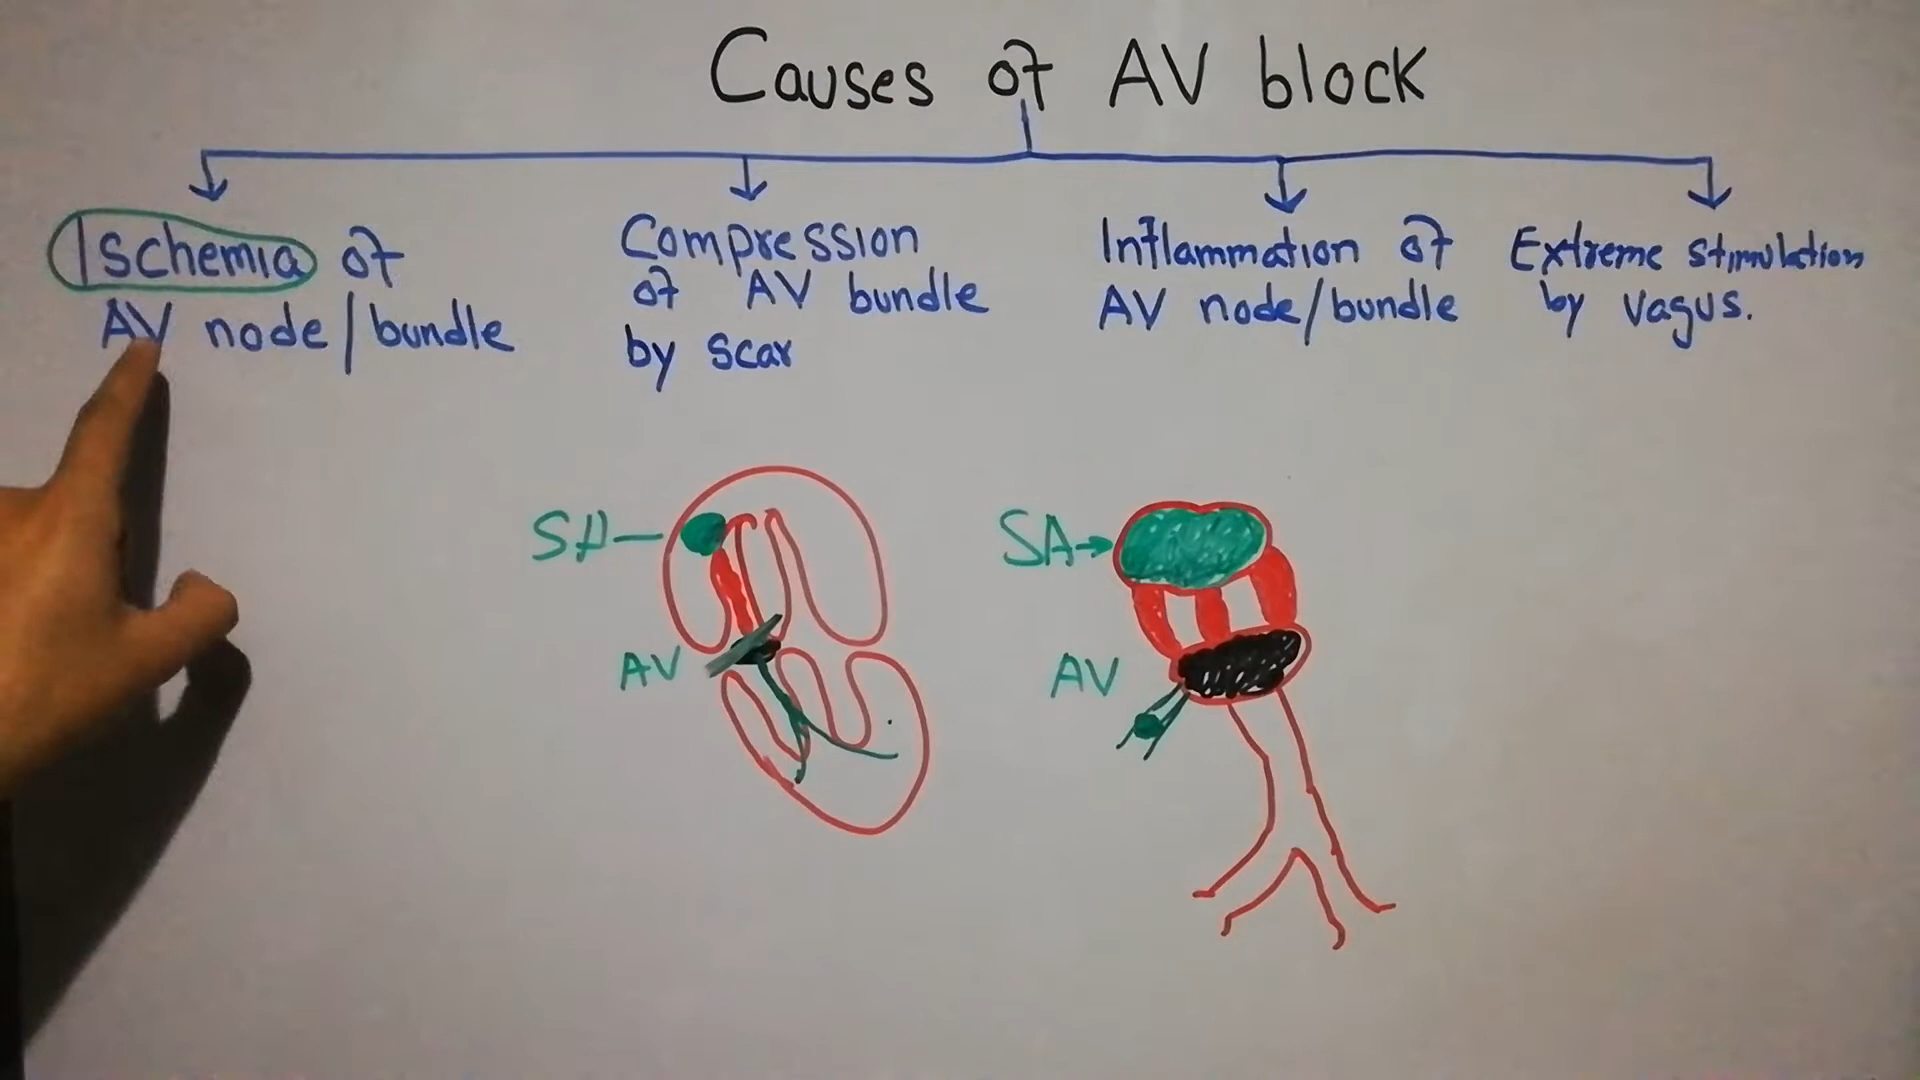 Causes of AV block
Ischemia of
AV node/bundle
Compression
of AV bundle
by scar
Inflammation of
AV node/bundle
Extreme stimulation
by vagus.
SA
AV
SA
AV